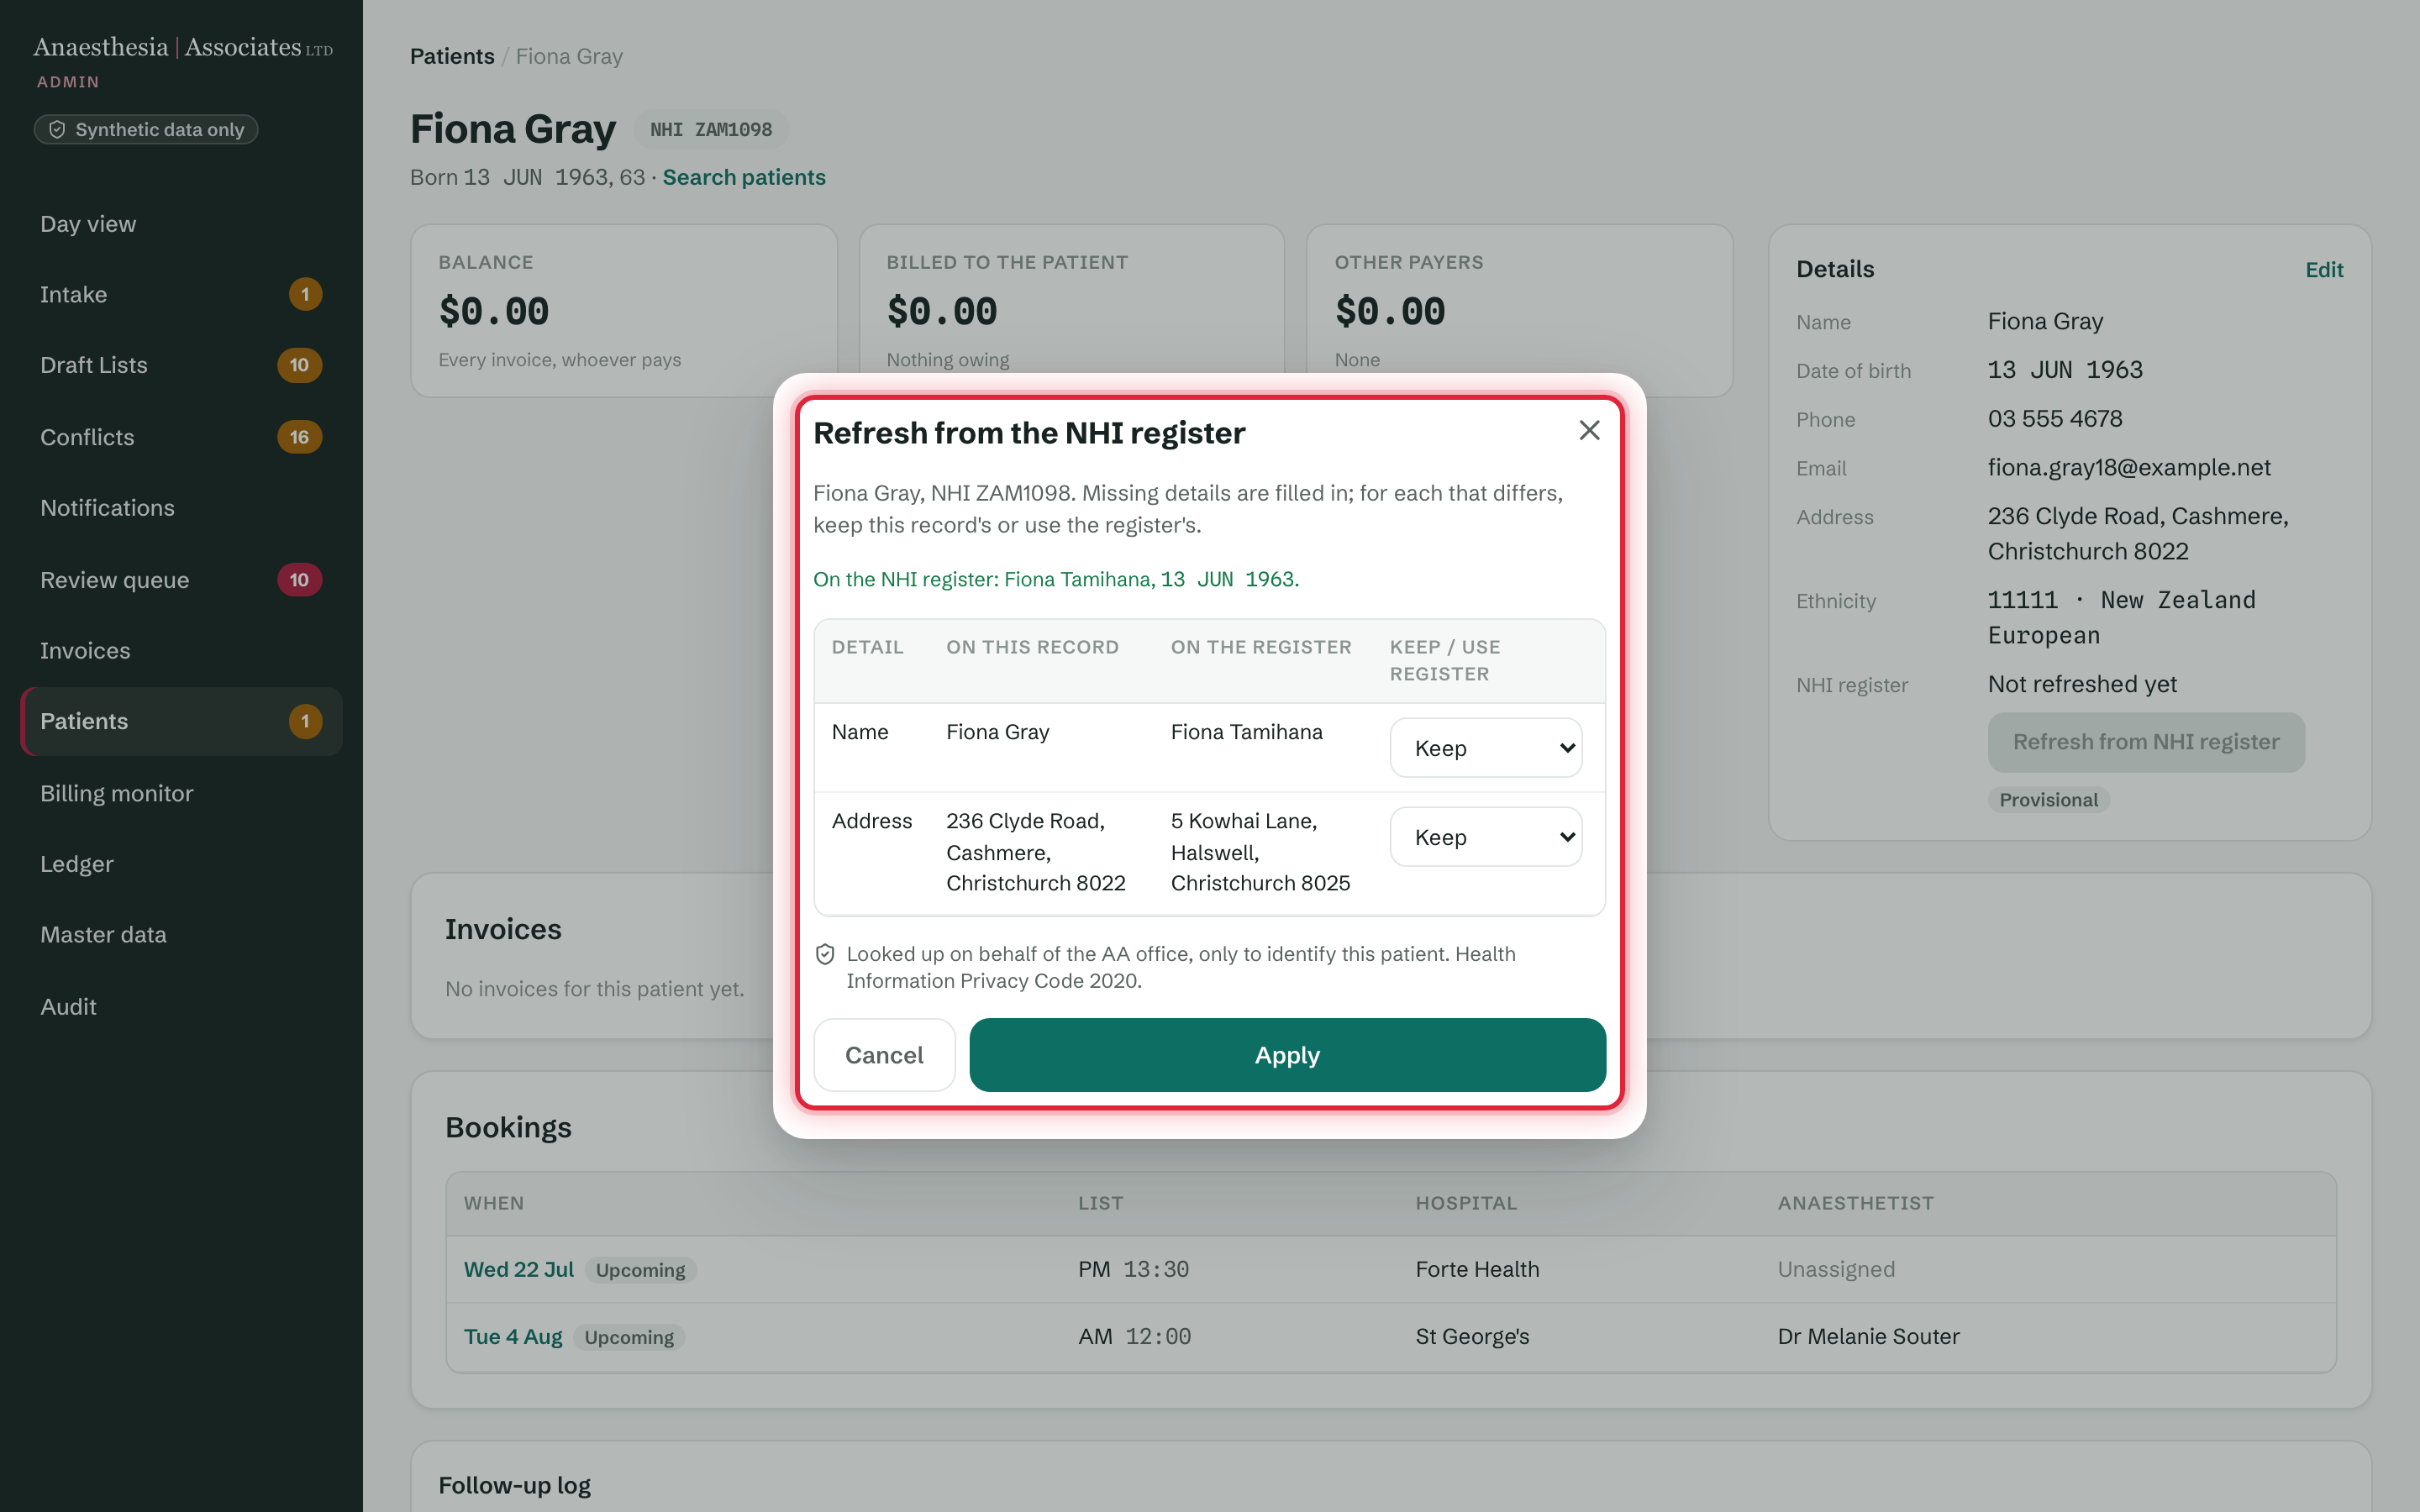 Anaesthesia | Associates LTD
ADMIN
Synthetic data only
Day view
Intake 1
Draft Lists 10
Conflicts 16
Notifications
Review queue 10
Invoices
Patients 1
Billing monitor
Ledger
Master data
Audit
Patients / Fiona Gray
Fiona Gray NHI ZAM1098
Born 13 JUN 1963, 63 · Search patients
BALANCE
$0.00
Every invoice, whoever pays
BILLED TO THE PATIENT
$0.00
Nothing owing
OTHER PAYERS
$0.00
None
Details Edit
Name Fiona Gray
Date of birth 13 JUN 1963
Phone 03 555 4678
Email fiona.gray18@example.net
Address 236 Clyde Road, Cashmere,
Christchurch 8022
Ethnicity 11111 · New Zealand
European
NHI register Not refreshed yet
Refresh from NHI register
Provisional
Refresh from the NHI register
Fiona Gray, NHI ZAM1098. Missing details are filled in; for each that differs,
keep this record's or use the register's.
On the NHI register: Fiona Tamihana, 13 JUN 1963.
DETAIL ON THIS RECORD ON THE REGISTER KEEP / USE
REGISTER
Name Fiona Gray Fiona Tamihana Keep
Address 236 Clyde Road, 5 Kowhai Lane, Keep
Cashmere, Halswell,
Christchurch 8022 Christchurch 8025
Looked up on behalf of the AA office, only to identify this patient. Health
Information Privacy Code 2020.
Cancel Apply
Invoices
No invoices for this patient yet.
Bookings
WHEN LIST HOSPITAL ANAESTHETIST
Wed 22 Jul Upcoming PM 13:30 Forte Health Unassigned
Tue 4 Aug Upcoming AM 12:00 St George's Dr Melanie Souter
Follow-up log